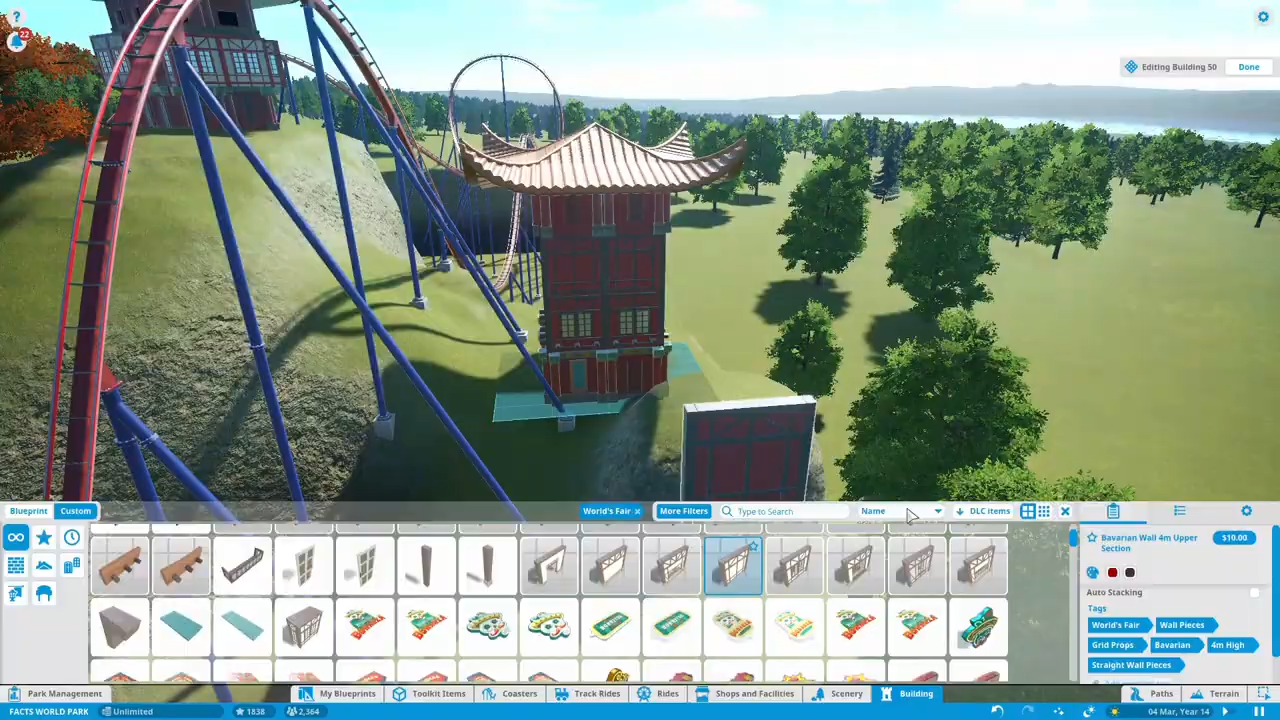 ?
22
Editing Building 50 Done
Blueprint Custom World's Fair × More Filters Type to Search Name DLC items
Bavarian Wall 4m Upper Section $10.00
Auto Stacking
Tags
World's Fair Wall Pieces
Grid Props Bavarian 4m High
Straight Wall Pieces
Park Management My Blueprints Toolkit Items Coasters Track Rides Rides Shops and Facilities Scenery Building Paths Terrain
FACTS WORLD PARK Unlimited 1838 2,364 04 Mar, Year 14